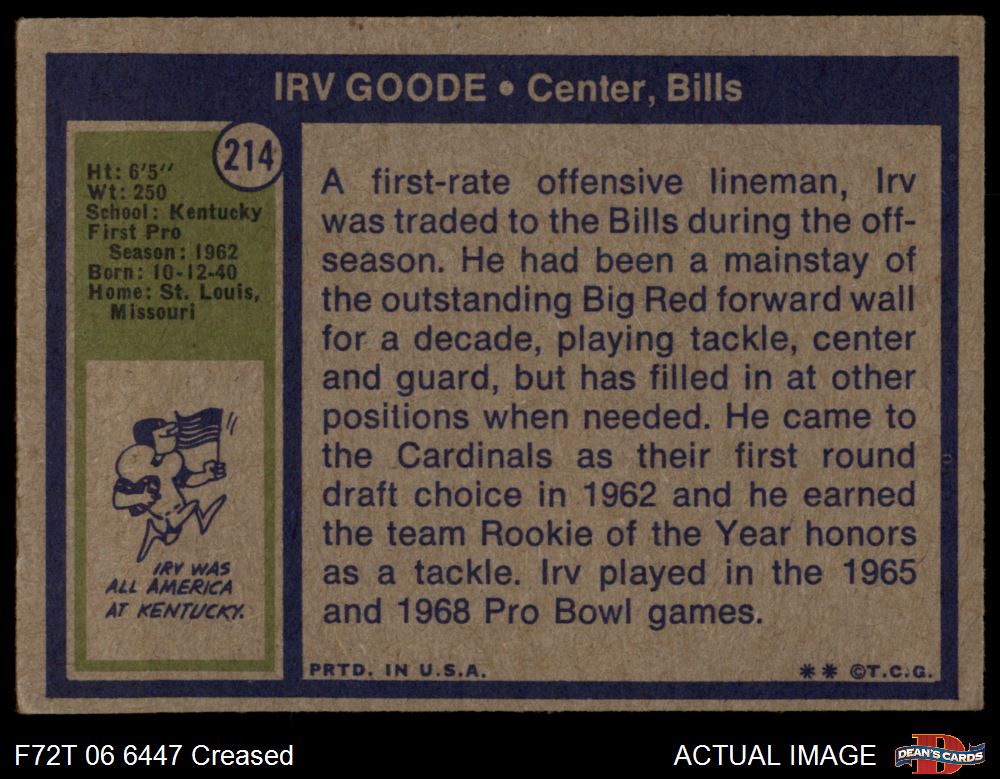 IRV GOODE • Center, Bills
214
Ht: 6'5"
Wt: 250
School: Kentucky
First Pro
Season: 1962
Born: 10-12-40
Home: St. Louis,
Missouri
IRV WAS
ALL AMERICA
AT KENTUCKY.
A first-rate offensive lineman, Irv
was traded to the Bills during the off-
season. He had been a mainstay of
the outstanding Big Red forward wall
for a decade, playing tackle, center
and guard, but has filled in at other
positions when needed. He came to
the Cardinals as their first round
draft choice in 1962 and he earned
the team Rookie of the Year honors
as a tackle. Irv played in the 1965
and 1968 Pro Bowl games.
PRTD. IN U.S.A.
** ©T.C.G.
F72T 06 6447 Creased
ACTUAL IMAGE
D
DEAN'S CARDS